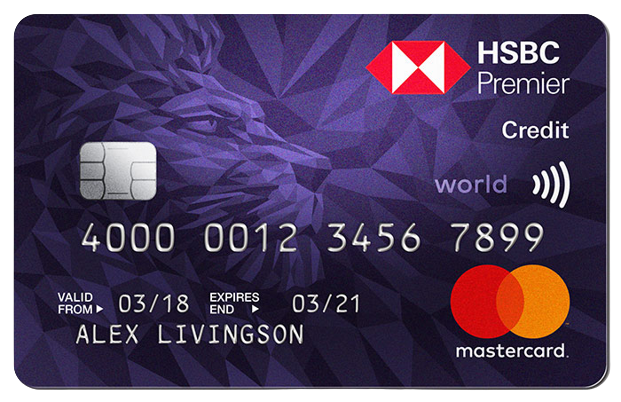 HSBC
Premier
Credit
world
4000 0012 3456 7899
VALID FROM 03/18 EXPIRES END 03/21
ALEX LIVINGSON
mastercard.